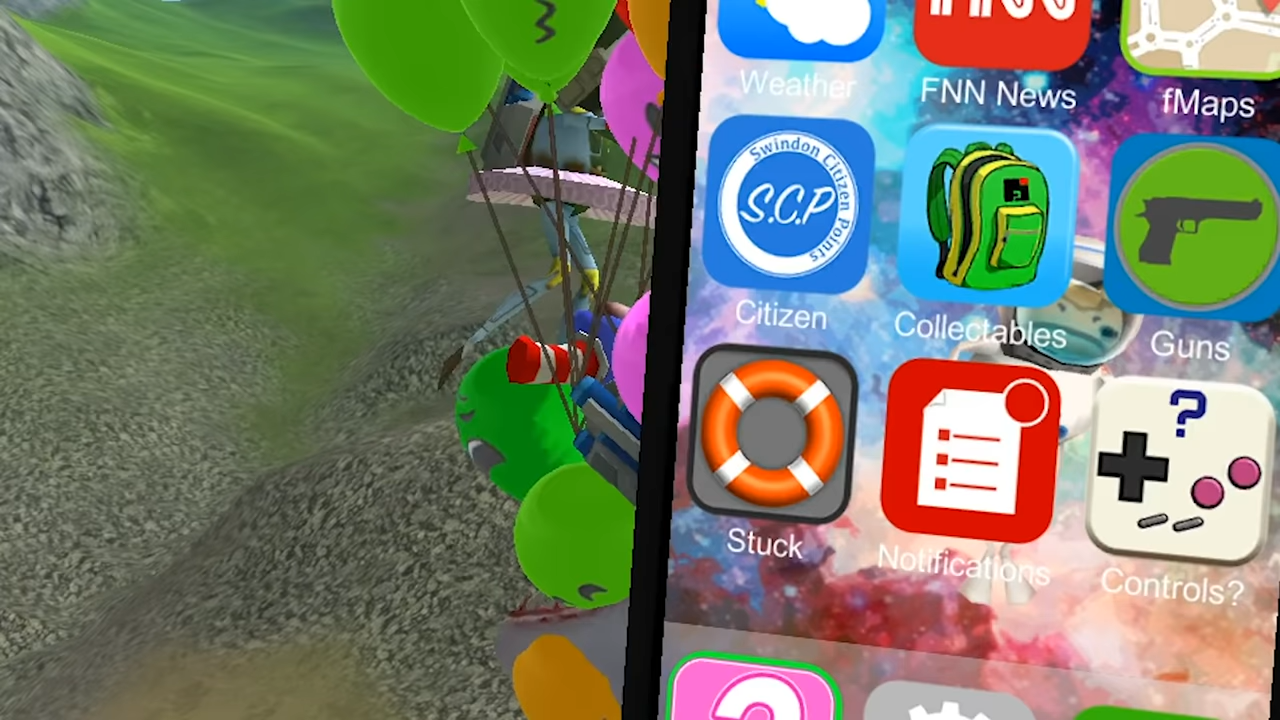 Weather
FNN News
fMaps
Swindon Citizen Points
S.C.P
Citizen
Collectables
Guns
?
Stuck
Notifications
Controls?
?